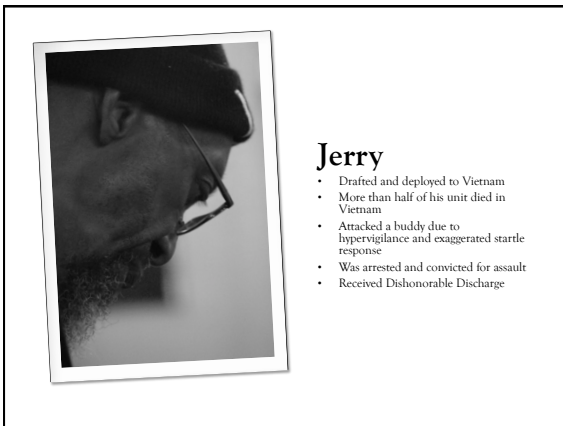 Jerry
• Drafted and deployed to Vietnam
• More than half of his unit died in
Vietnam
• Attacked a buddy due to
hypervigilance and exaggerated startle
response
• Was arrested and convicted for assault
• Received Dishonorable Discharge